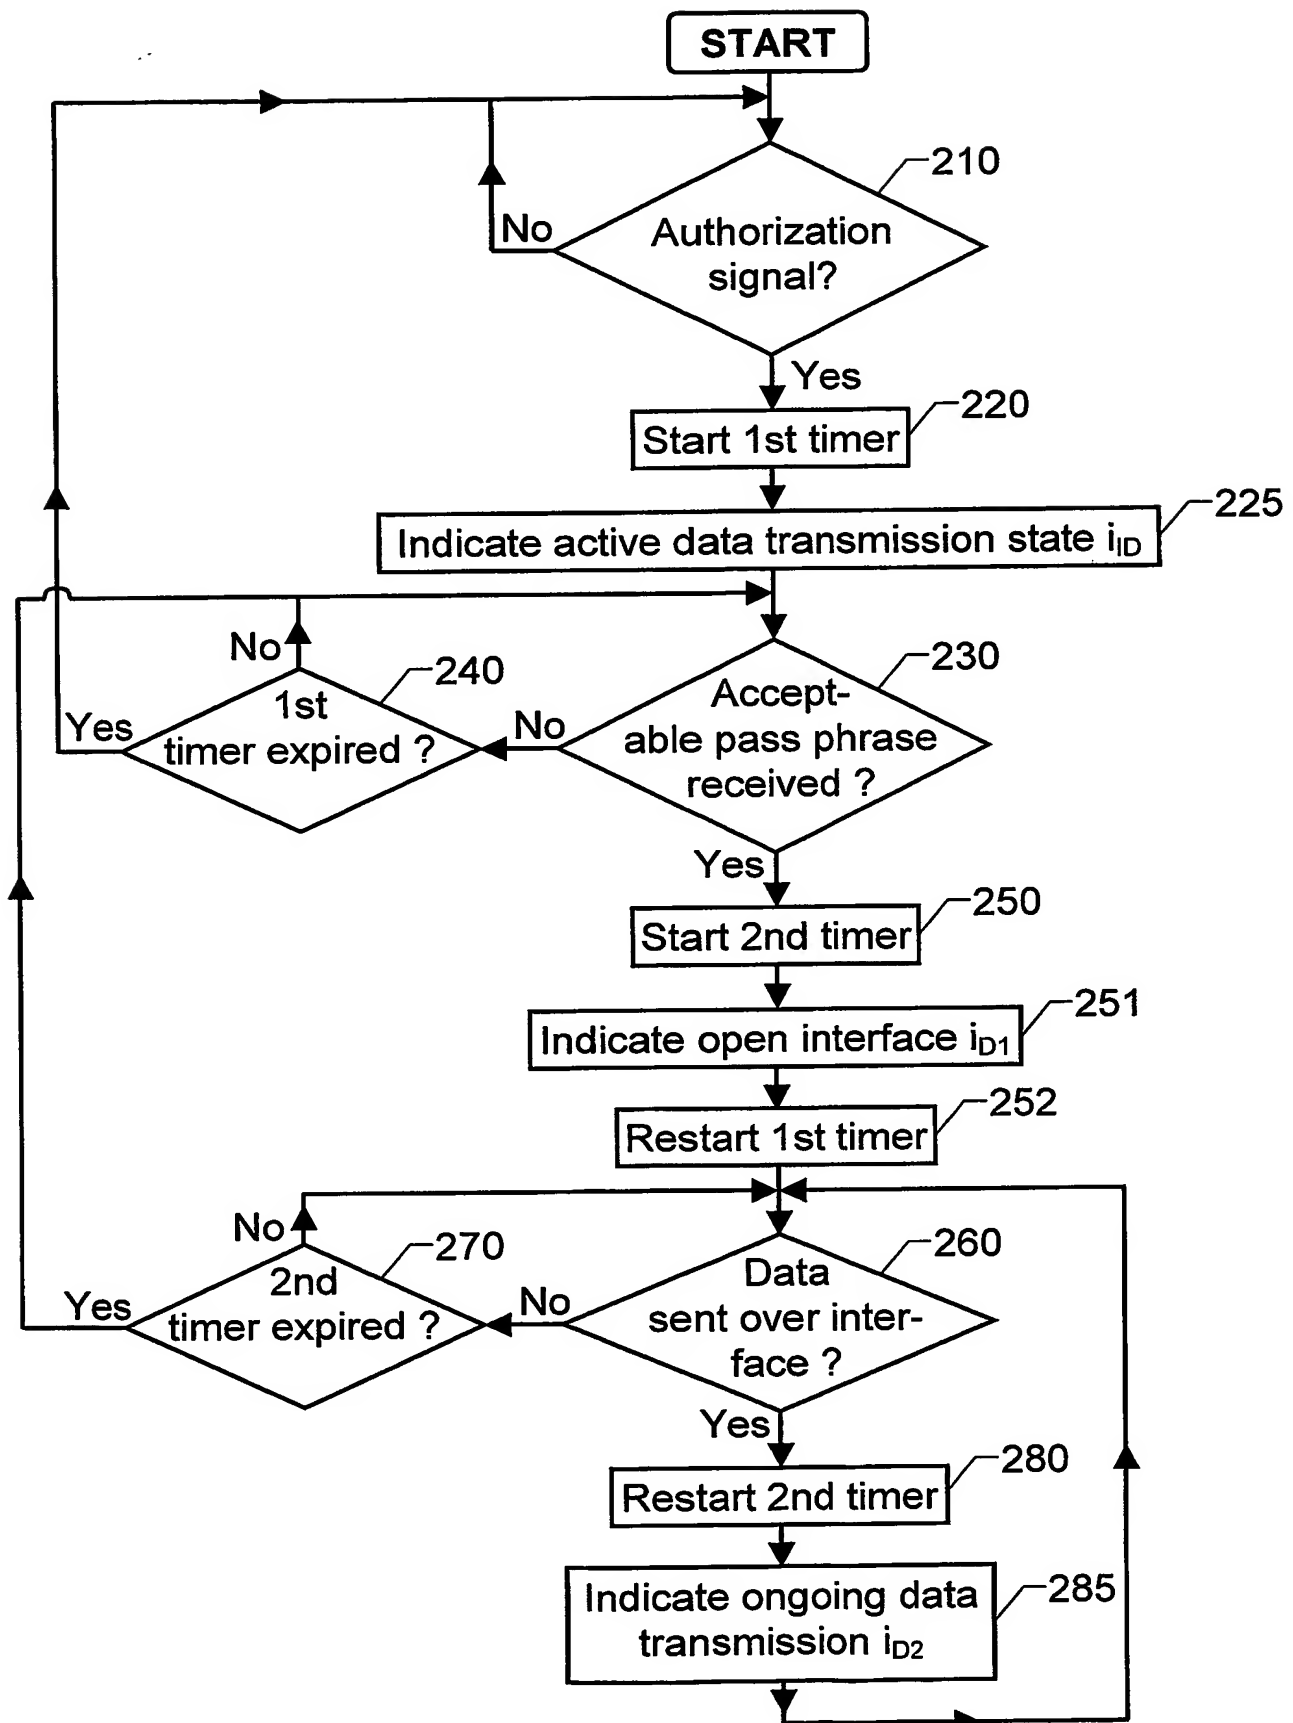 START
210
Authorization
signal?
No
Yes
220
Start 1st timer
225
Indicate active data transmission state iID
No
240
1st
timer expired ?
Yes
No
230
Accept-
able pass phrase
received ?
Yes
250
Start 2nd timer
251
Indicate open interface iD1
252
Restart 1st timer
No
270
2nd
timer expired ?
Yes
No
260
Data
sent over inter-
face ?
Yes
280
Restart 2nd timer
285
Indicate ongoing data
transmission iD2